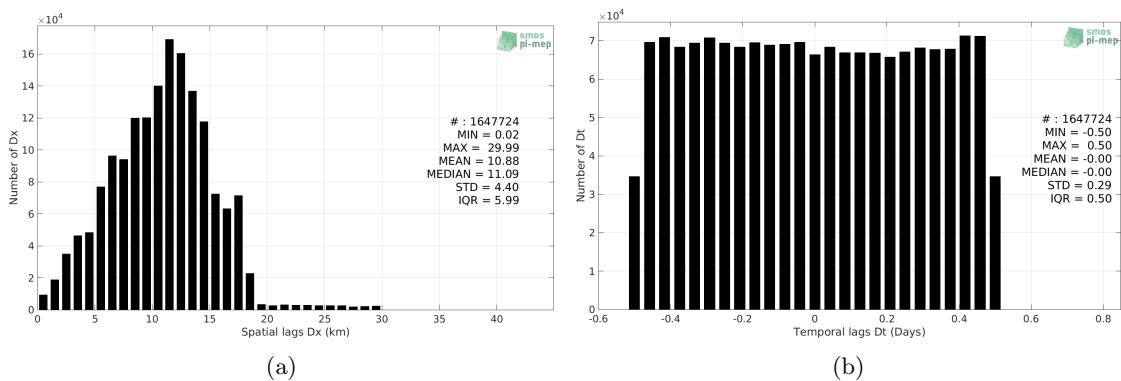 ×10⁴
16
14
12
10
8
6
4
2
0
Number of Dx
0 5 10 15 20 25 30 35 40
Spatial lags Dx (km)
smos
pi-mep
# : 1647724
MIN = 0.02
MAX = 29.99
MEAN = 10.88
MEDIAN = 11.09
STD = 4.40
IQR = 5.99
(a)
×10⁴
7
6
5
4
3
2
1
0
Number of Dt
-0.6 -0.4 -0.2 0 0.2 0.4 0.6 0.8
Temporal lags Dt (Days)
smos
pi-mep
# : 1647724
MIN = -0.50
MAX = 0.50
MEAN = -0.00
MEDIAN = -0.00
STD = 0.29
IQR = 0.50
(b)